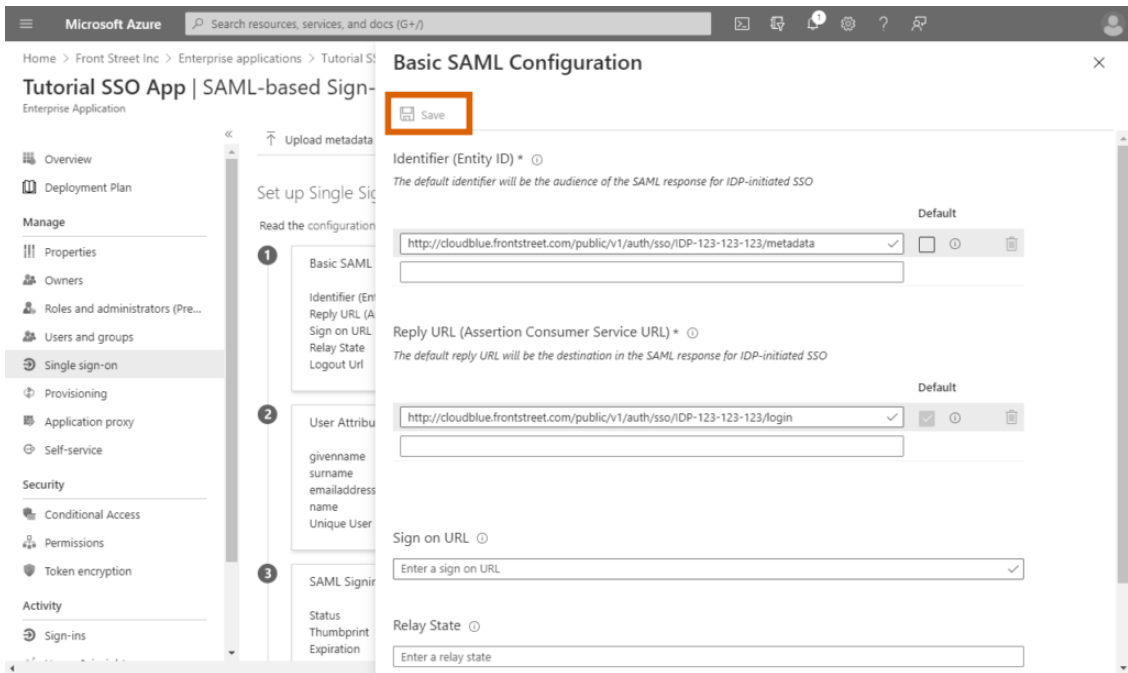 Microsoft Azure
Search resources, services, and docs (G+/)
1
Home > Front Street Inc > Enterprise applications > Tutorial S
Tutorial SSO App | SAML-based Sign-
Enterprise Application
Overview
Deployment Plan
Manage
Properties
Owners
Roles and administrators (Pre...
Users and groups
Single sign-on
Provisioning
Application proxy
Self-service
Security
Conditional Access
Permissions
Token encryption
Activity
Sign-ins
Upload metadata
Set up Single Sig
Read the configuration
1
Basic SAML
Identifier (Ent
Reply URL (A
Sign on URL
Relay State
Logout Url
2
User Attribu
givenname
surname
emailaddress
name
Unique User
3
SAML Signin
Status
Thumbprint
Expiration
Basic SAML Configuration
Save
Identifier (Entity ID) *
The default identifier will be the audience of the SAML response for IDP-initiated SSO
Default
http://cloudblue.frontstreet.com/public/v1/auth/sso/IDP-123-123-123/metadata
Reply URL (Assertion Consumer Service URL) *
The default reply URL will be the destination in the SAML response for IDP-initiated SSO
Default
http://cloudblue.frontstreet.com/public/v1/auth/sso/IDP-123-123-123/login
Sign on URL
Enter a sign on URL
Relay State
Enter a relay state